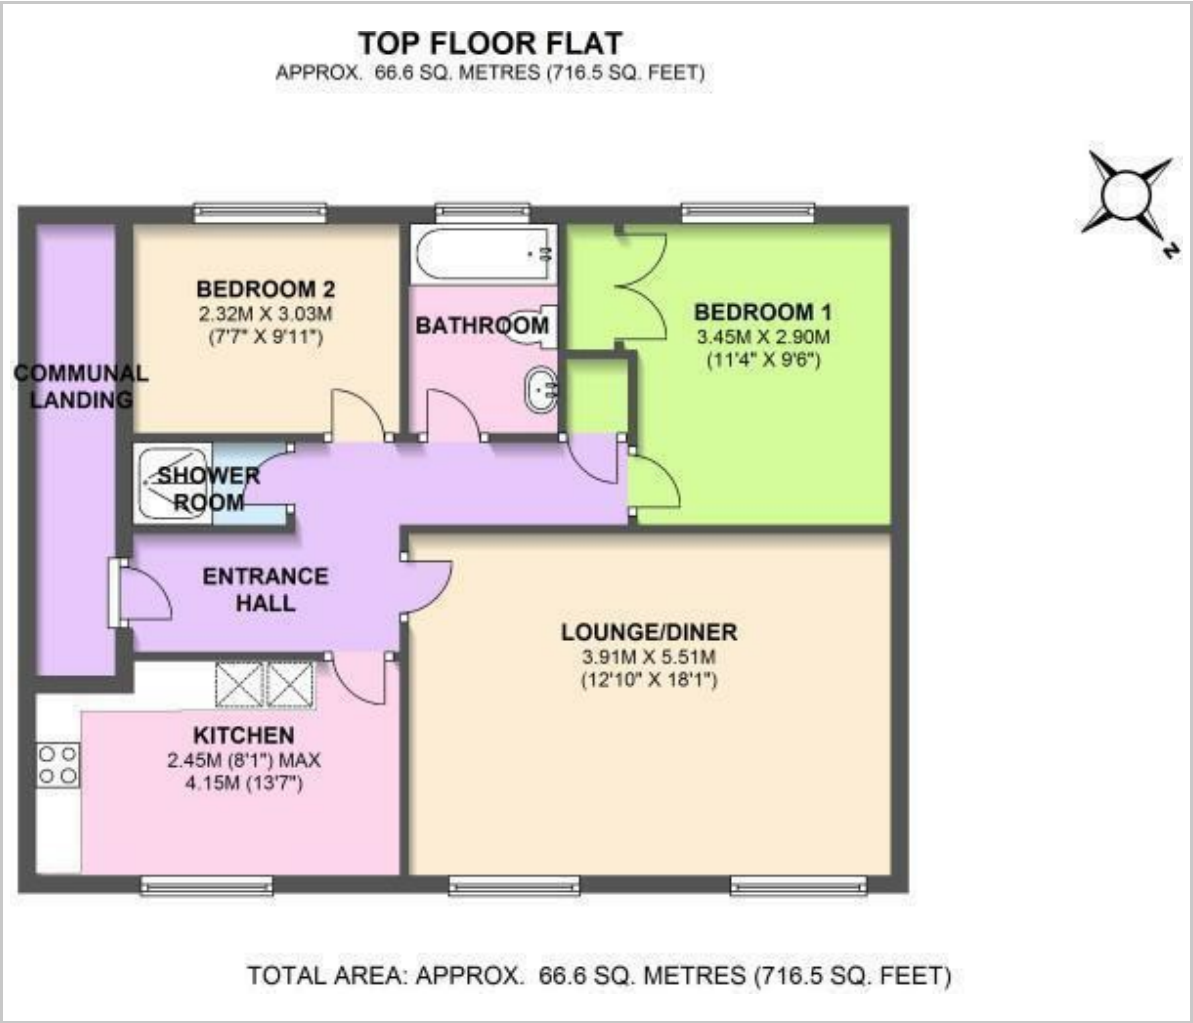 TOP FLOOR FLAT
APPROX. 66.6 SQ. METRES (716.5 SQ. FEET)
N
BEDROOM 2
2.32M X 3.03M
(7'7" X 9'11")
BATHROOM
BEDROOM 1
3.45M X 2.90M
(11'4" X 9'6")
COMMUNAL
LANDING
SHOWER
ROOM
ENTRANCE
HALL
LOUNGE/DINER
3.91M X 5.51M
(12'10" X 18'1")
KITCHEN
2.45M (8'1") MAX
4.15M (13'7")
TOTAL AREA: APPROX. 66.6 SQ. METRES (716.5 SQ. FEET)